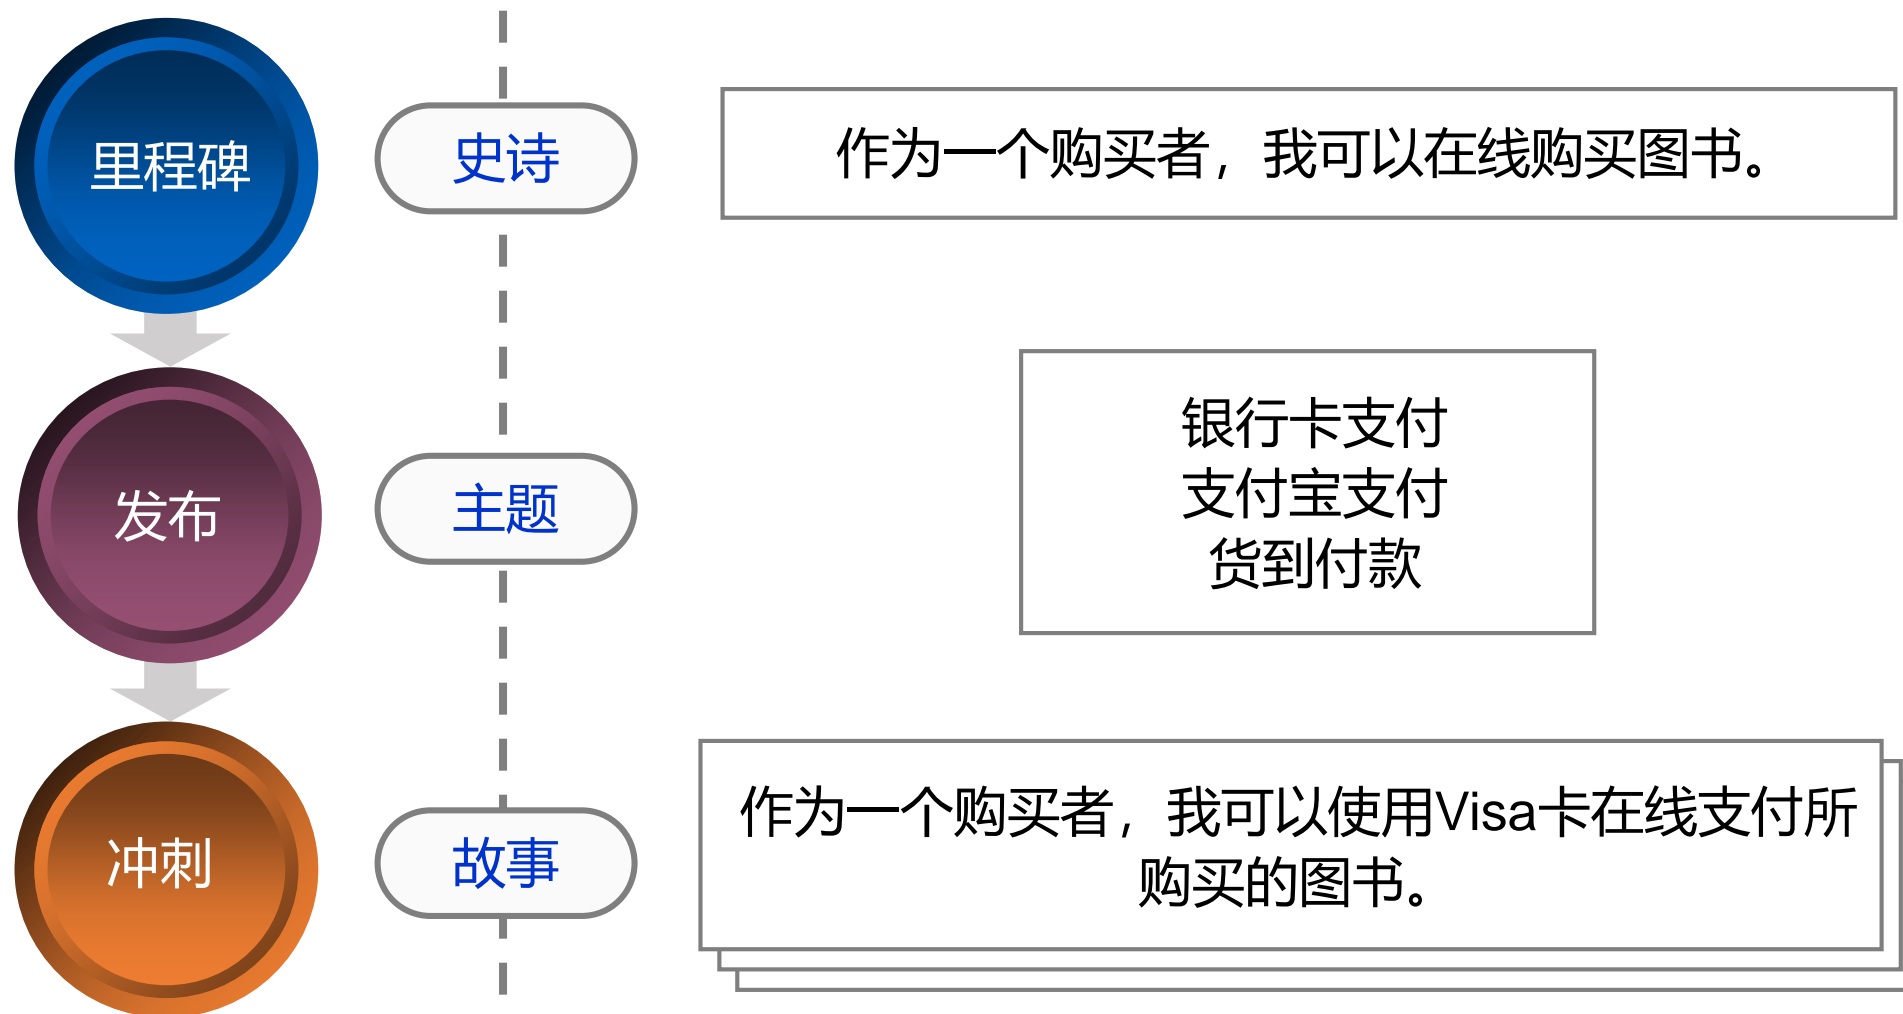 里程碑
史诗
作为一个购买者，我可以在线购买图书。
发布
主题
银行卡支付
支付宝支付
货到付款
冲刺
故事
作为一个购买者，我可以使用Visa卡在线支付所
购买的图书。